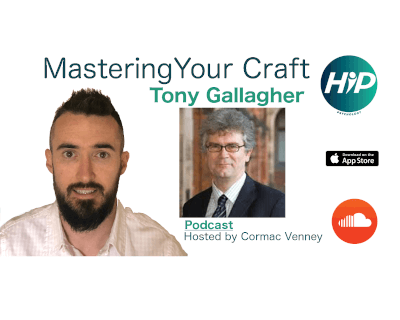 MasteringYour Craft
Tony Gallagher
HiP
Download on the
App Store
Podcast
Hosted by Cormac Venney